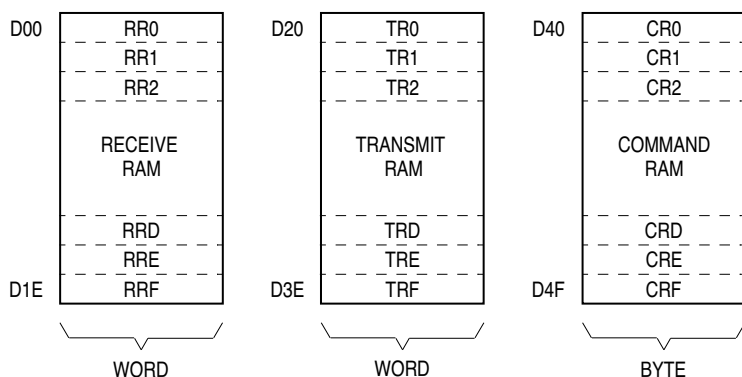 D00 RR0 D20 TR0 D40 CR0
RR1 TR1 CR1
RR2 TR2 CR2
RECEIVE TRANSMIT COMMAND
RAM RAM RAM
RRD TRD CRD
RRE TRE CRE
D1E RRF D3E TRF D4F CRF
WORD WORD BYTE